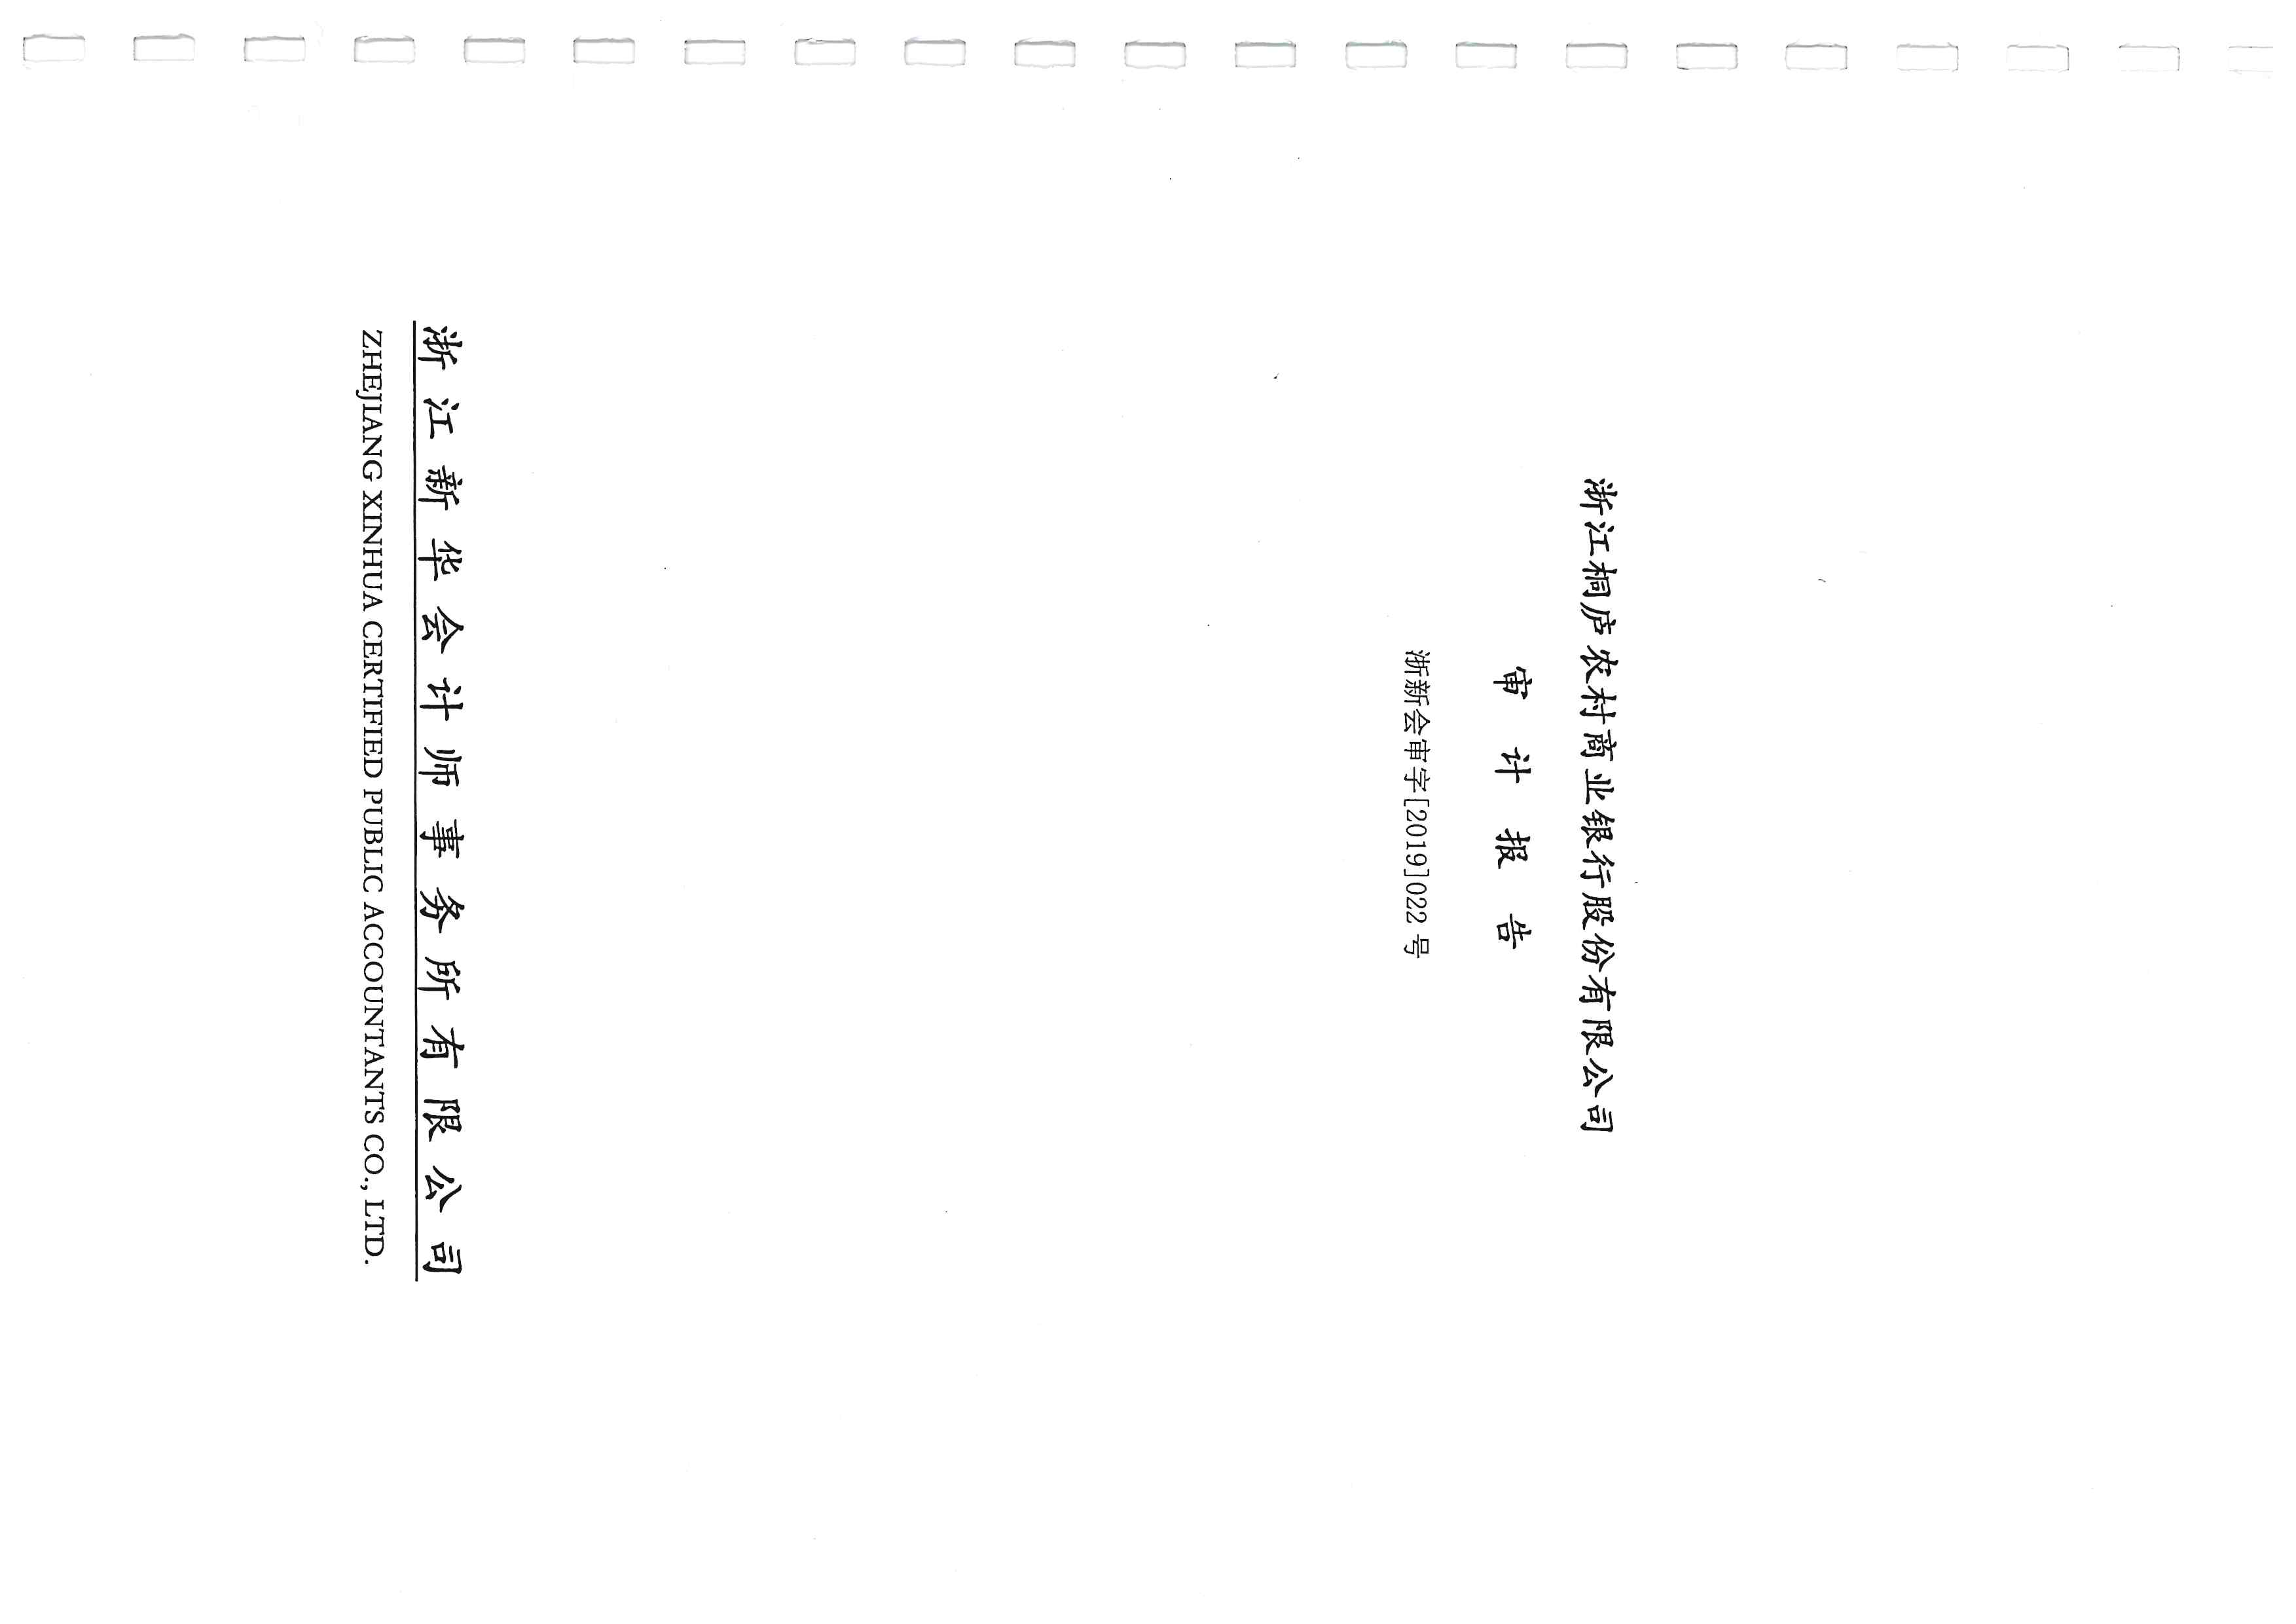 浙江桐庐农村商业银行股份有限公司
审计报告
浙新会审字[2019]022号
浙江新华会计师事务所有限公司
ZHEJIANG XINHUA CERTIFIED PUBLIC ACCOUNTANTS CO., LTD.